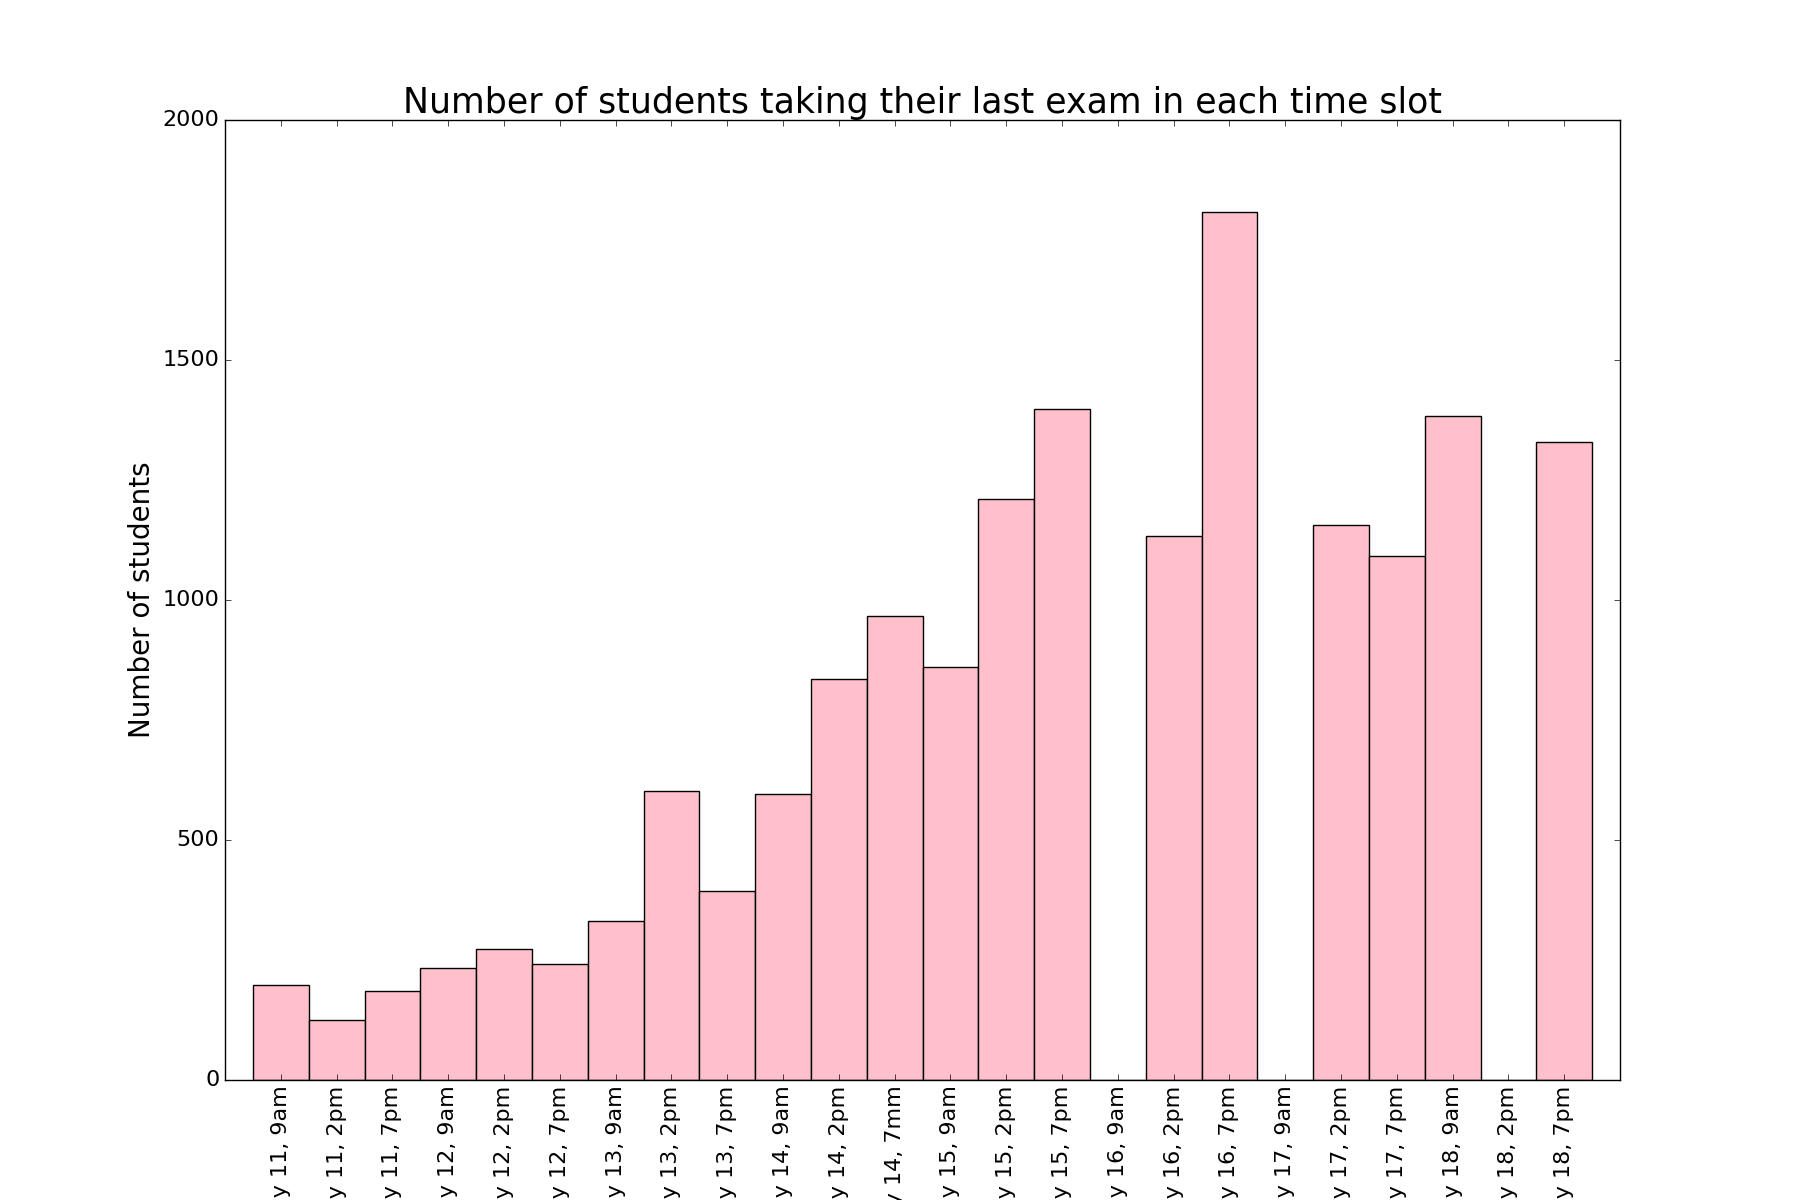 Number of students taking their last exam in each time slot
Number of students
2000
1500
1000
500
0
y 11, 9am
y 11, 2pm
y 11, 7pm
y 12, 9am
y 12, 2pm
y 12, 7pm
y 13, 9am
y 13, 2pm
y 13, 7pm
y 14, 9am
y 14, 2pm
y 14, 7mm
y 15, 9am
y 15, 2pm
y 15, 7pm
y 16, 9am
y 16, 2pm
y 16, 7pm
y 17, 9am
y 17, 2pm
y 17, 7pm
y 18, 9am
y 18, 2pm
y 18, 7pm